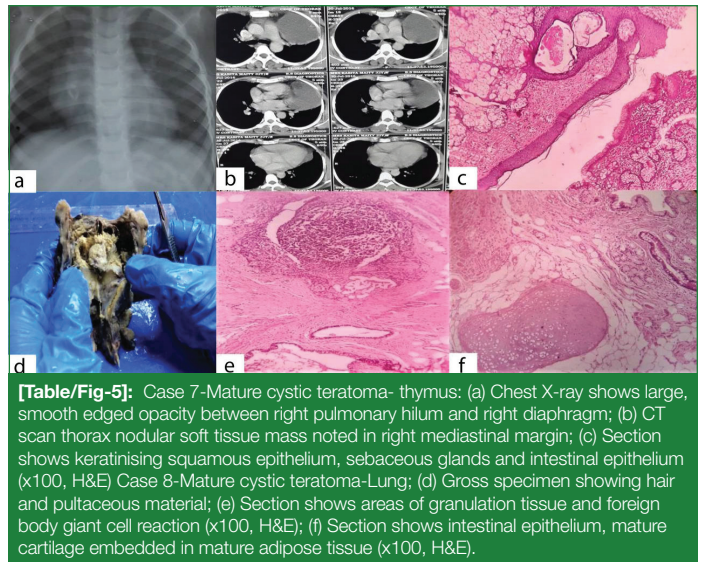 a
b
c
d
e
f
[Table/Fig-5]: Case 7-Mature cystic teratoma- thymus: (a) Chest X-ray shows large,
smooth edged opacity between right pulmonary hilum and right diaphragm; (b) CT
scan thorax nodular soft tissue mass noted in right mediastinal margin; (c) Section
shows keratinising squamous epithelium, sebaceous glands and intestinal epithelium
(x100, H&E) Case 8-Mature cystic teratoma-Lung; (d) Gross specimen showing hair
and pultaceous material; (e) Section shows areas of granulation tissue and foreign
body giant cell reaction (x100, H&E); (f) Section shows intestinal epithelium, mature
cartilage embedded in mature adipose tissue (x100, H&E).